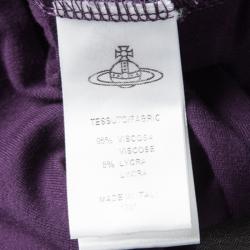 TESSUTO/FABRIC
95% VISCOSA
VISCOSE
5% LYCRA
LYCRA
MADE IN ITALY